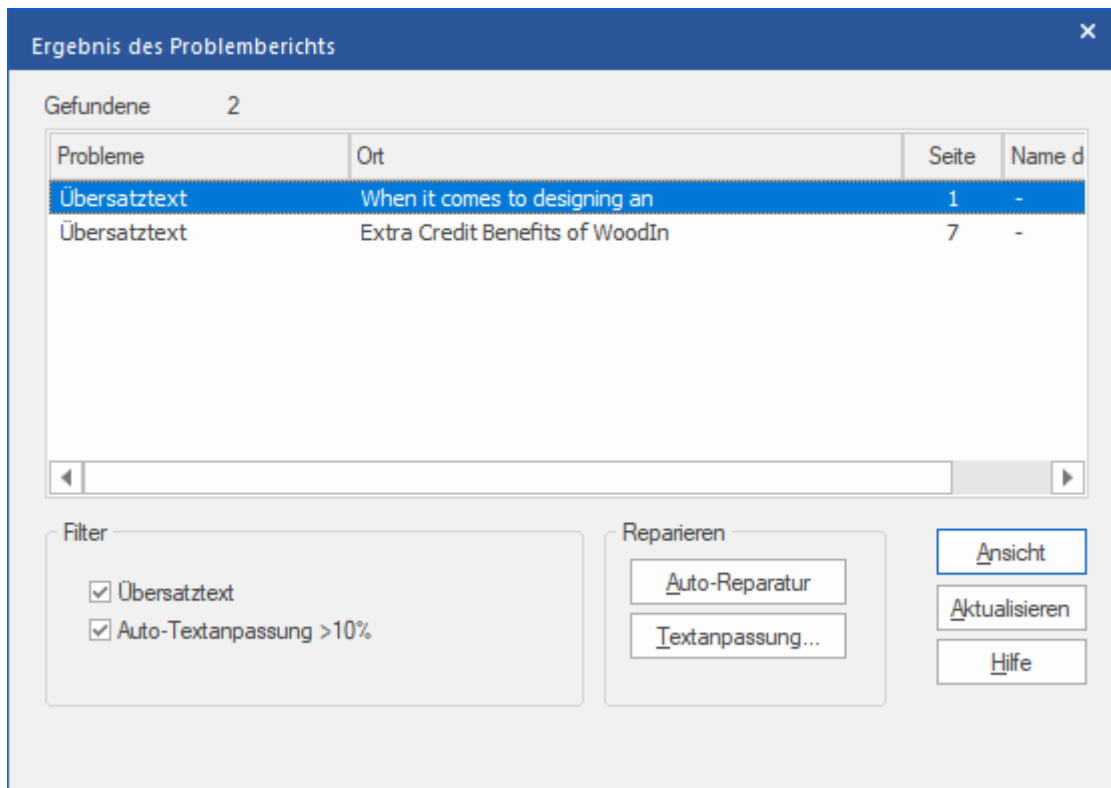 Ergebnis des Problemberichts
Gefundene 2
Probleme Ort Seite Name d
Übersatztext When it comes to designing an 1 -
Übersatztext Extra Credit Benefits of WoodIn 7 -
Filter
Übersatztext
Auto-Textanpassung >10%
Reparieren
Auto-Reparatur
Textanpassung...
Ansicht
Aktualisieren
Hilfe